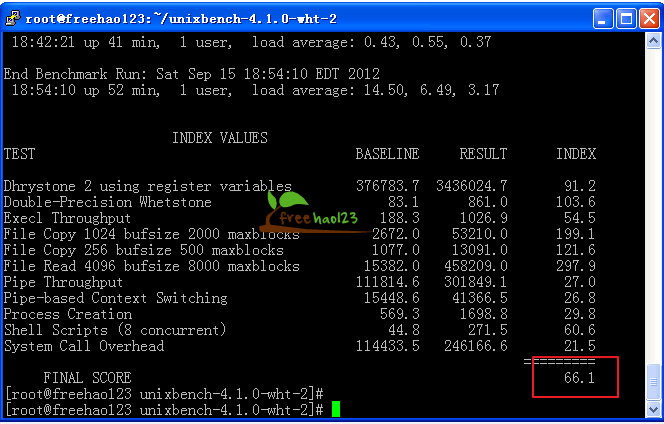 root@freehao123:~/unixbench-4.1.0-wht-2
18:42:21 up 41 min,  1 user,  load average: 0.43, 0.55, 0.37
End Benchmark Run: Sat Sep 15 18:54:10 EDT 2012
18:54:10 up 52 min,  1 user,  load average: 14.50, 6.49, 3.17
INDEX VALUES
TEST BASELINE RESULT INDEX
Dhrystone 2 using register variables 376783.7 3436024.7 91.2
Double-Precision Whetstone 83.1 861.0 103.6
freehao123
Execl Throughput 188.3 1026.9 54.5
File Copy 1024 bufsize 2000 maxblocks 2672.0 53210.0 199.1
File Copy 256 bufsize 500 maxblocks 1077.0 13091.0 121.6
File Read 4096 bufsize 8000 maxblocks 15382.0 458209.0 297.9
Pipe Throughput 111814.6 301849.1 27.0
Pipe-based Context Switching 15448.6 41366.5 26.8
Process Creation 569.3 1698.8 29.8
Shell Scripts (8 concurrent) 44.8 271.5 60.6
System Call Overhead 114433.5 246166.6 21.5
=========
FINAL SCORE 66.1
[root@freehao123 unixbench-4.1.0-wht-2]#
[root@freehao123 unixbench-4.1.0-wht-2]#